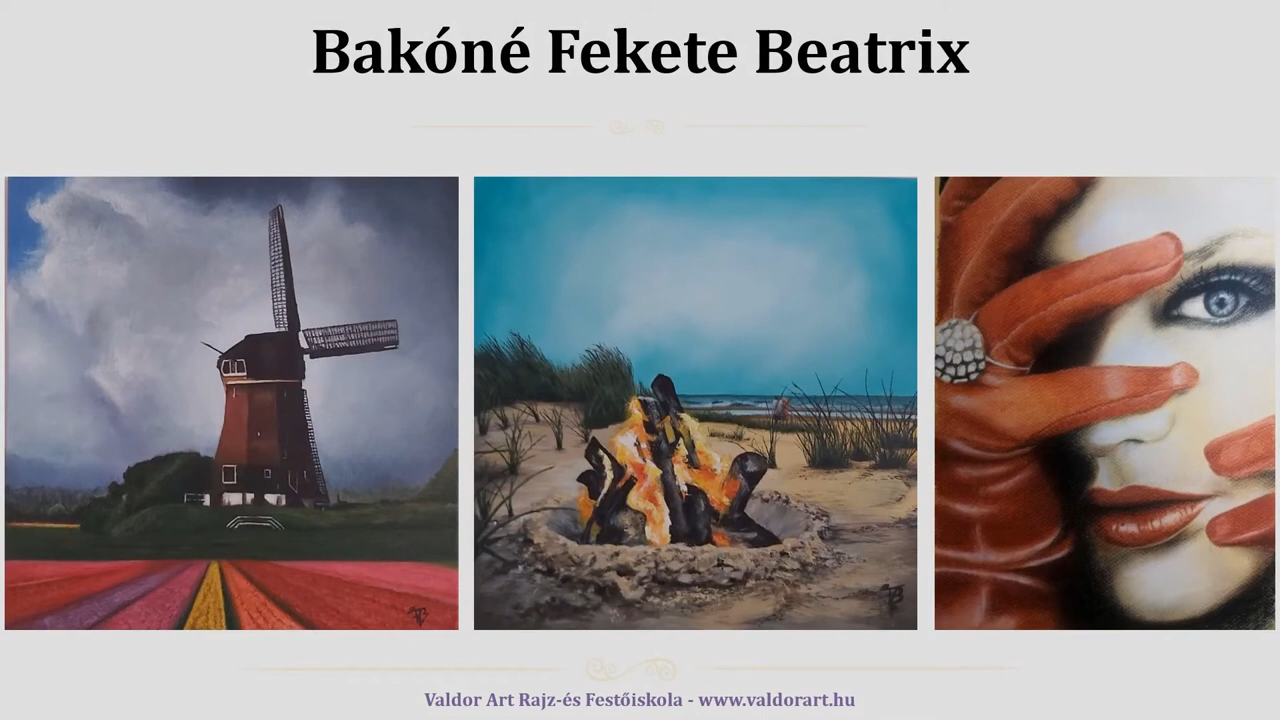 Bakóné Fekete Beatrix
Valdor Art Rajz-és Festőiskola - www.valdorart.hu